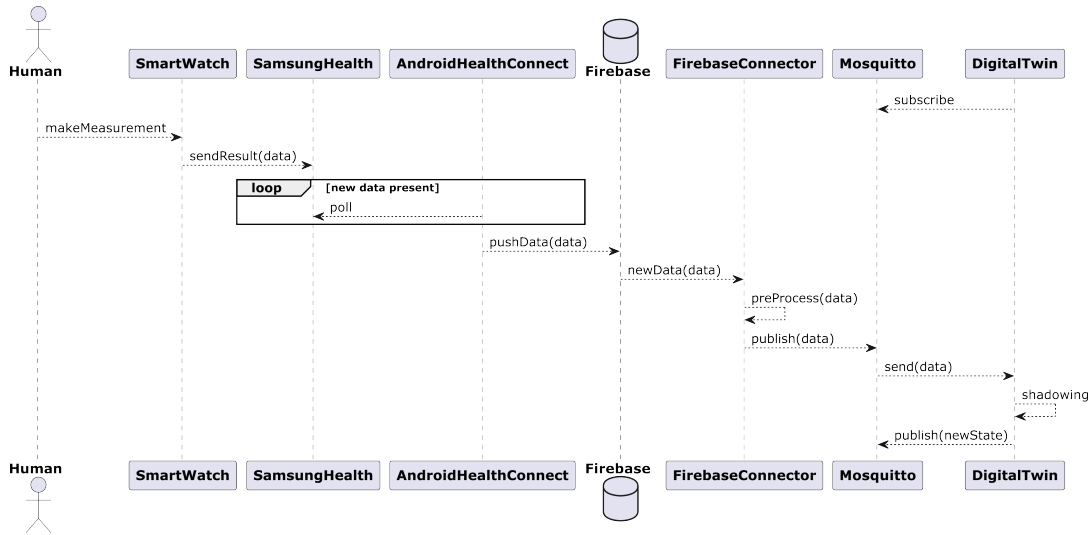 Human
SmartWatch
SamsungHealth
AndroidHealthConnect
Firebase
FirebaseConnector
Mosquitto
DigitalTwin
subscribe
makeMeasurement
sendResult(data)
loop [new data present]
poll
pushData(data)
newData(data)
preProcess(data)
publish(data)
send(data)
shadowing
publish(newState)
Human
SmartWatch
SamsungHealth
AndroidHealthConnect
Firebase
FirebaseConnector
Mosquitto
DigitalTwin